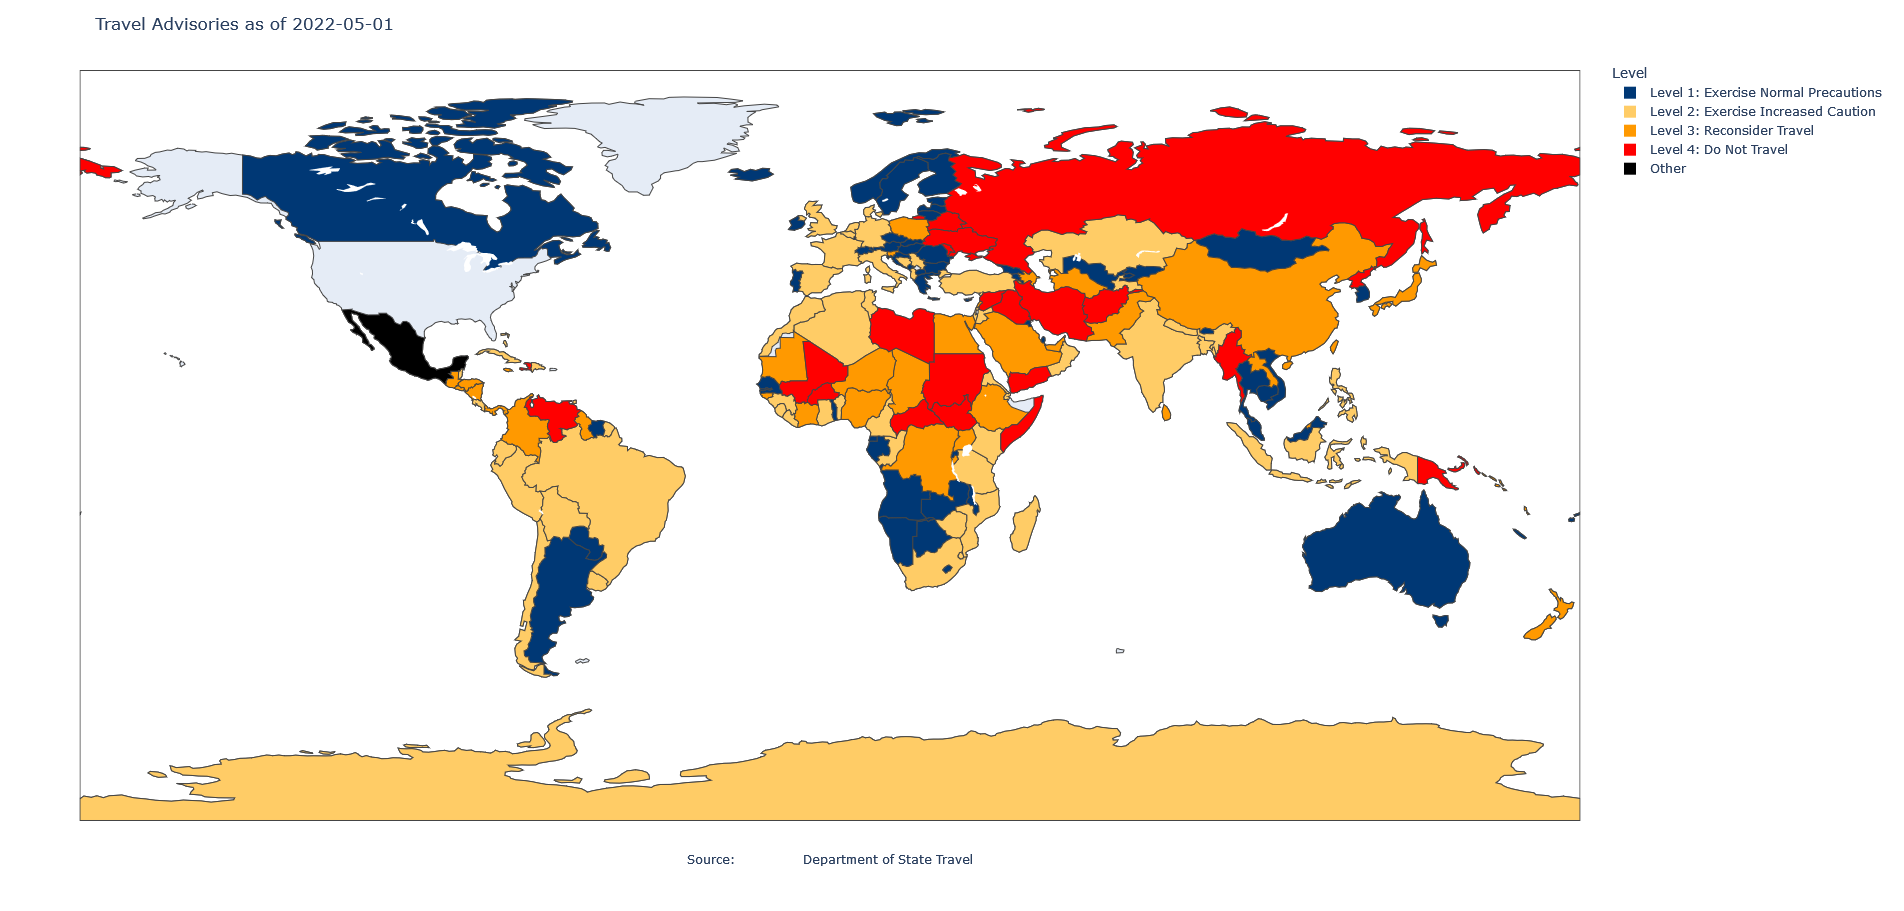 Travel Advisories as of 2022-05-01
Level
Level 1: Exercise Normal Precautions
Level 2: Exercise Increased Caution
Level 3: Reconsider Travel
Level 4: Do Not Travel
Other
Source: Department of State Travel